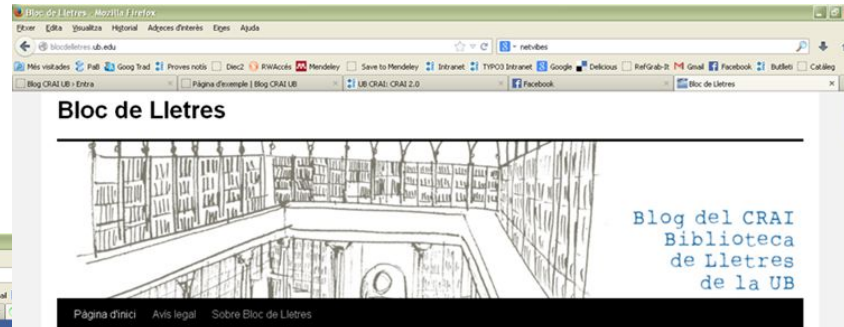 Bloc de Lletres - Mozilla Firefox
Fitxer Edita Visualitza Historial Adreces d'interès Eines Ajuda
blocdelletres.ub.edu netvibes
Més visitades FaB Goog Trad Proves notis Diec2 RWAccés Mendeley Save to Mendeley Intranet TYPO3 Intranet Google Delicious RefGrab-It Gmail Facebook Butlletí Catàleg
Blog CRAI UB › Entra Pàgina d'exemple | Blog CRAI UB UB CRAI: CRAI 2.0 Facebook Bloc de Lletres
Bloc de Lletres
Blog del CRAI
Biblioteca
de Lletres
de la UB
Pàgina d'inici Avís legal Sobre Bloc de Lletres